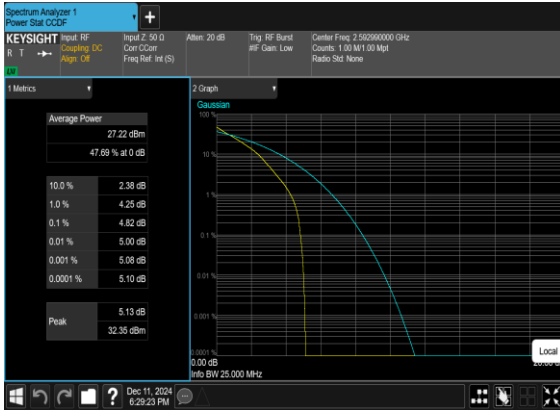 Spectrum Analyzer 1
Power Stat CCDF
KEYSIGHT
R T
LV
Input: RF
Coupling: DC
Align: Off
Input Z: 50 Ω
Corr CCorr
Freq Ref: Int (S)
Atten: 20 dB
Trig: RF Burst
#IF Gain: Low
Center Freq: 2.592990000 GHz
Counts: 1.00 M/1.00 Mpt
Radio Std: None
1 Metrics
Average Power
27.22 dBm
47.69 % at 0 dB
10.0 % 2.38 dB
1.0 % 4.25 dB
0.1 % 4.82 dB
0.01 % 5.00 dB
0.001 % 5.08 dB
0.0001 % 5.10 dB
Peak
5.13 dB
32.35 dBm
2 Graph
Gaussian
100 %
10 %
1 %
0.1 %
0.01 %
0.001 %
0.0001 %
0.00 dB
Info BW 25.000 MHz
Local
Dec 11, 2024
6:29:23 PM